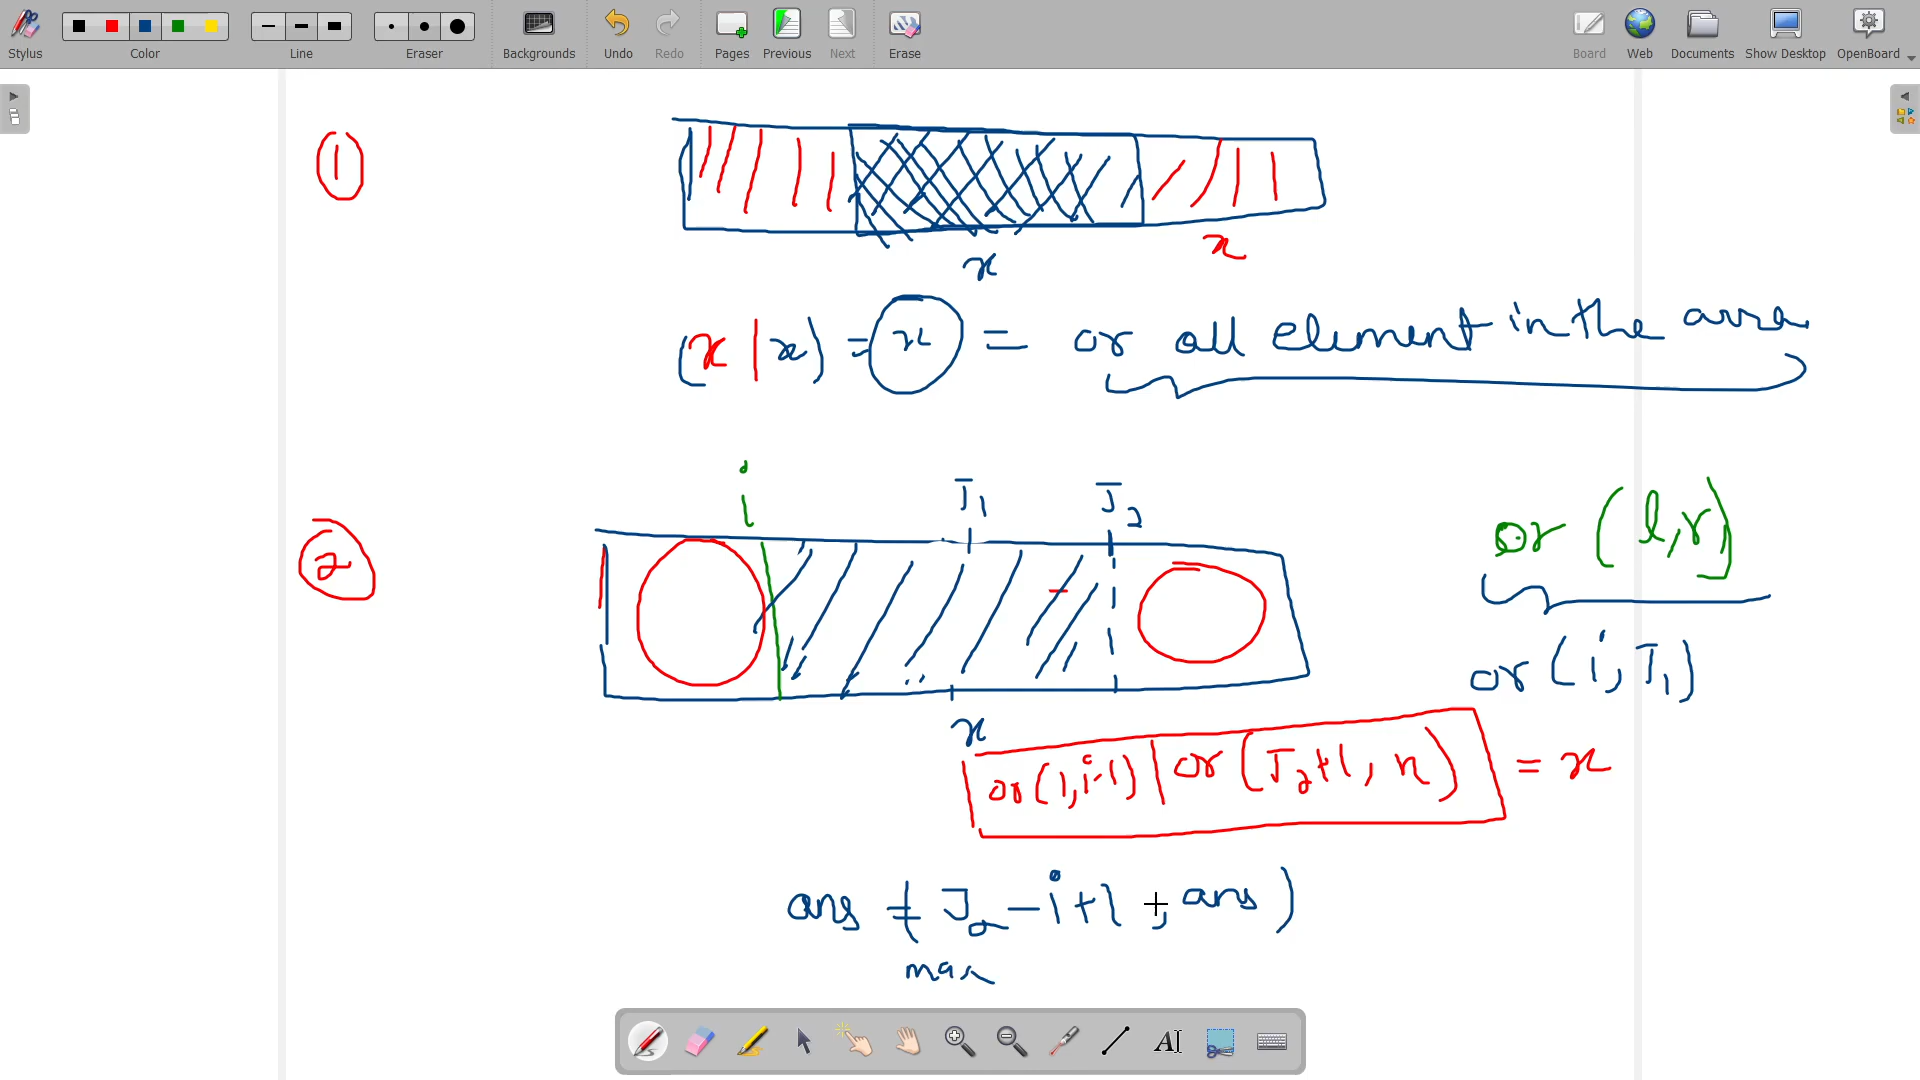 Stylus Color Line Eraser Backgrounds Undo Redo Pages Previous Next Erase Board Web Documents Show Desktop OpenBoard
1
x
x
(x | x) = x = or all element in the array
i J1 J2
2
or (l,r)
or (i, J1)
x
or(1,i-1) | or (J2+1, n) = x
ans = ( J2 - i+1 , ans )
max
AI